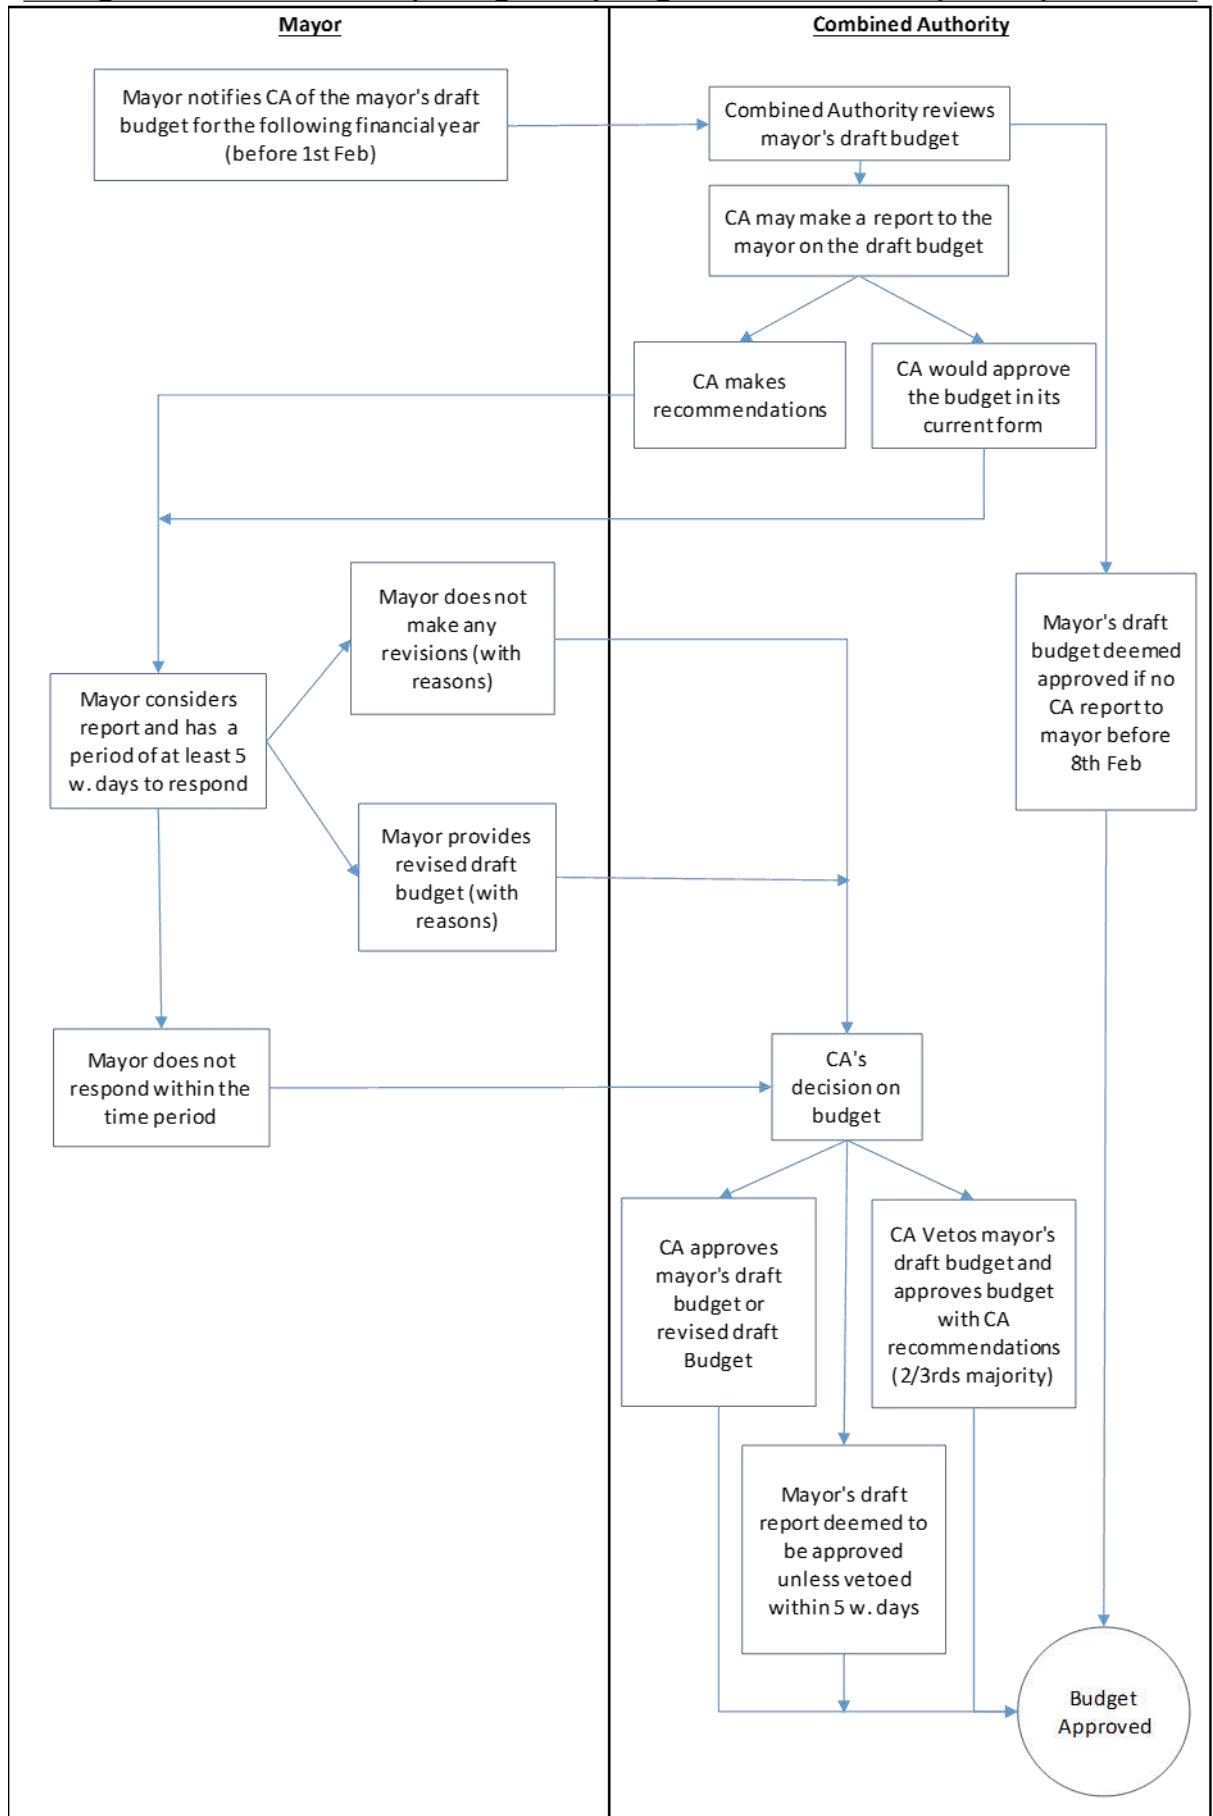 Mayor
Combined Authority
Mayor notifies CA of the mayor's draft
budget for the following financial year
(before 1st Feb)
Combined Authority reviews
mayor's draft budget
CA may make a report to the
mayor on the draft budget
CA makes
recommendations
CA would approve
the budget in its
current form
Mayor does not
make any
revisions (with
reasons)
Mayor's draft
budget deemed
approved if no
CA report to
mayor before
8th Feb
Mayor considers
report and has a
period of at least 5
w. days to respond
Mayor provides
revised draft
budget (with
reasons)
Mayor does not
respond within the
time period
CA's
decision on
budget
CA approves
mayor's draft
budget or
revised draft
Budget
CA Vetos mayor's
draft budget and
approves budget
with CA
recommendations
(2/3rds majority)
Mayor's draft
report deemed to
be approved
unless vetoed
within 5 w. days
Budget
Approved